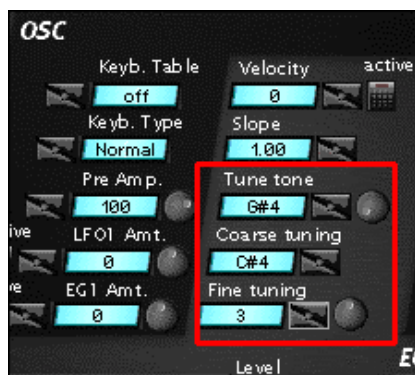 OSC
Keyb. Table
Velocity
active
off
0
Keyb. Type
Slope
Normal
1.00
Pre Amp.
Tune tone
100
G#4
ive
LFO1 Amt.
Coarse tuning
0
C#4
EG1 Amt.
Fine tuning
0
3
Level